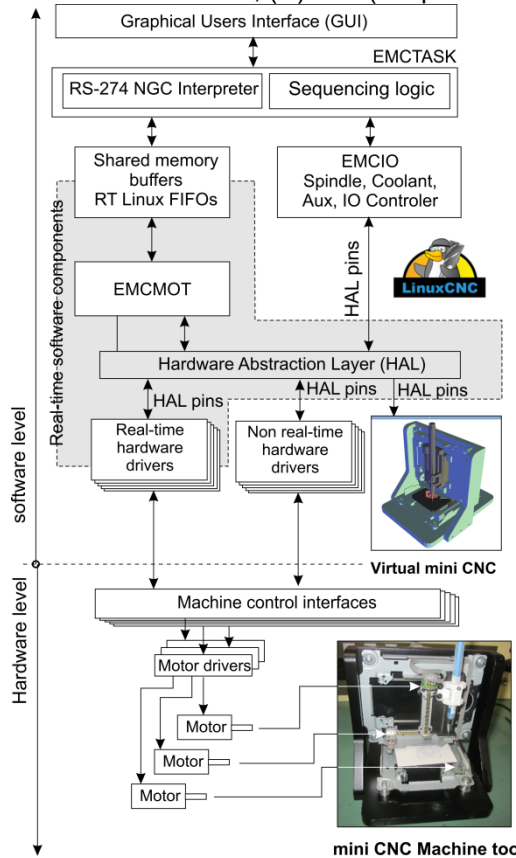 Graphical Users Interface (GUI)
EMCTASK
RS-274 NGC Interpreter
Sequencing logic
Shared memory
buffers
RT Linux FIFOs
EMCIO
Spindle, Coolant,
Aux, IO Controler
Real-time software components
EMCMOT
HAL pins
LinuxCNC
Hardware Abstraction Layer (HAL)
HAL pins
HAL pins
HAL pins
Real-time
hardware
drivers
Non real-time
hardware
drivers
software level
Virtual mini CNC
Hardware level
Machine control interfaces
Motor drivers
Motor
Motor
Motor
mini CNC Machine too